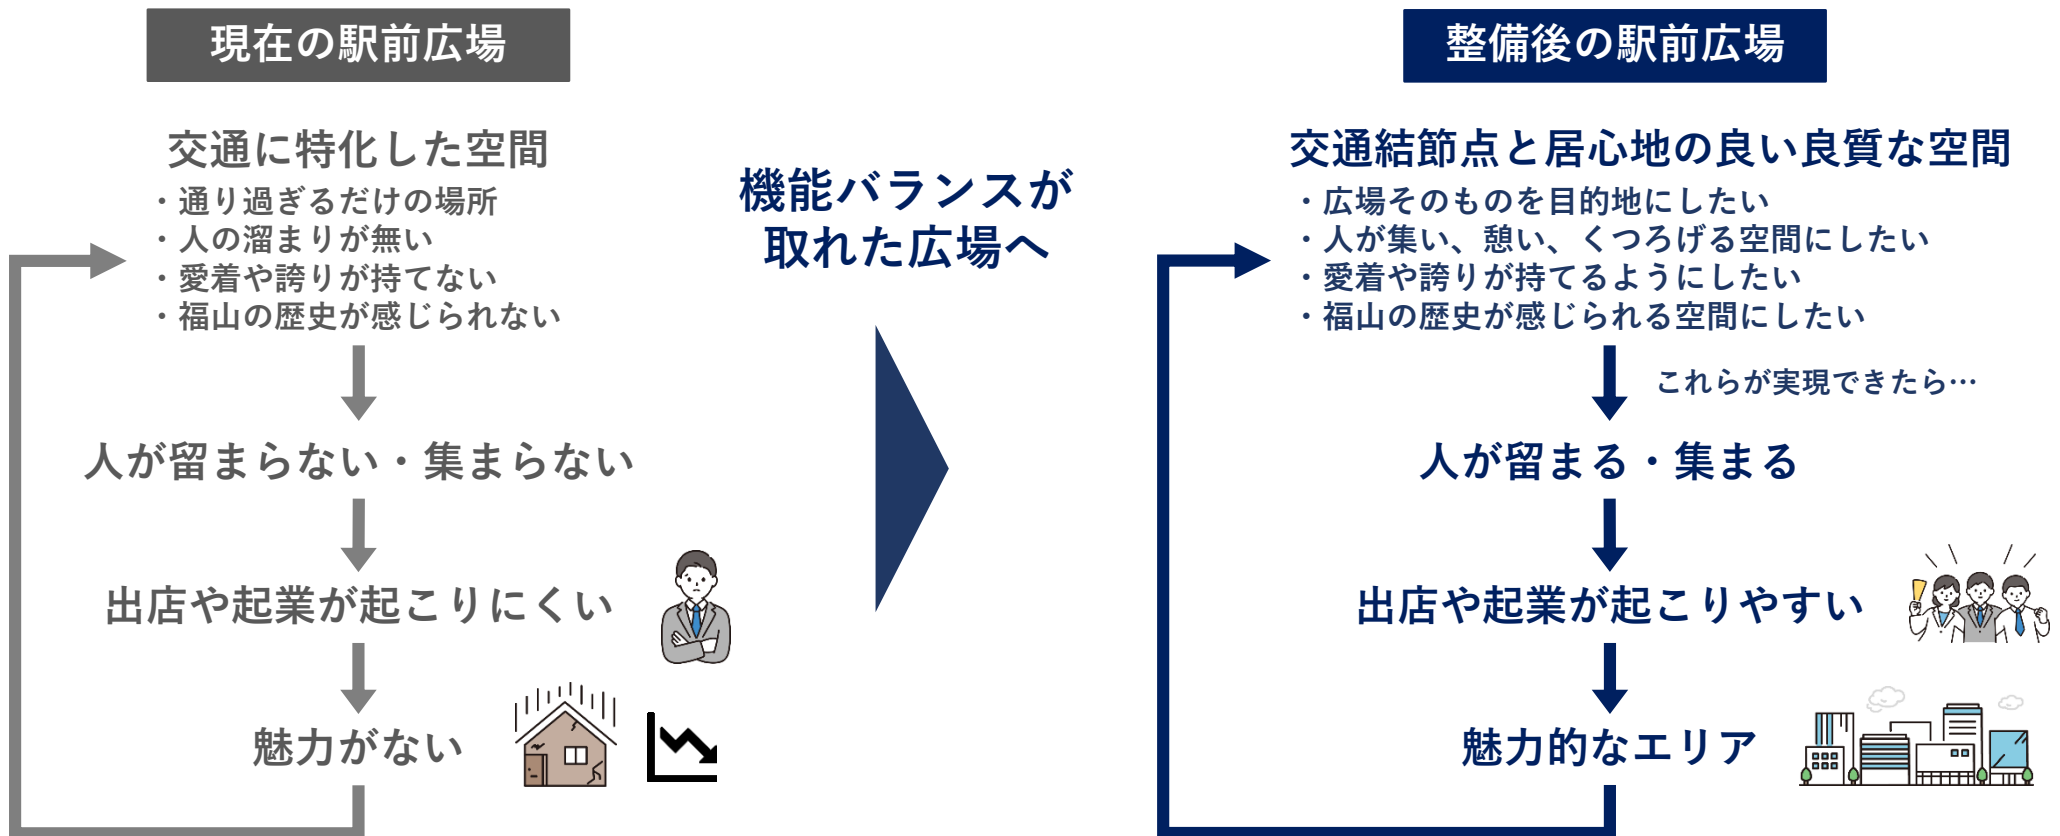 現在の駅前広場
交通に特化した空間
・通り過ぎるだけの場所
・人の溜まりが無い
・愛着や誇りが持てない
・福山の歴史が感じられない
人が留まらない・集まらない
出店や起業が起こりにくい
魅力がない
機能バランスが
取れた広場へ
整備後の駅前広場
交通結節点と居心地の良い良質な空間
・広場そのものを目的地にしたい
・人が集い、憩い、くつろげる空間にしたい
・愛着や誇りが持てるようにしたい
・福山の歴史が感じられる空間にしたい
これらが実現できたら…
人が留まる・集まる
出店や起業が起こりやすい
魅力的なエリア